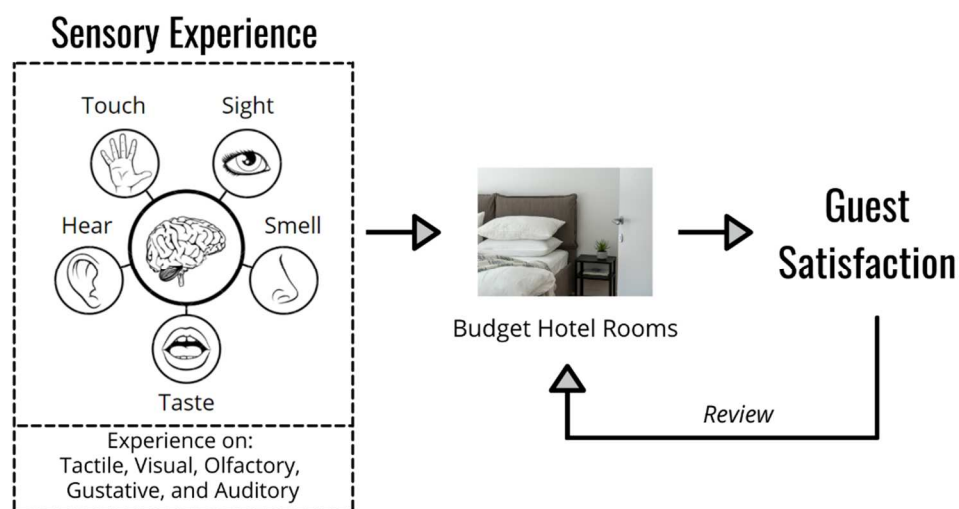 Sensory Experience
Touch
Sight
Hear
Smell
Taste
Experience on:
Tactile, Visual, Olfactory,
Gustative, and Auditory
Budget Hotel Rooms
Guest
Satisfaction
Review